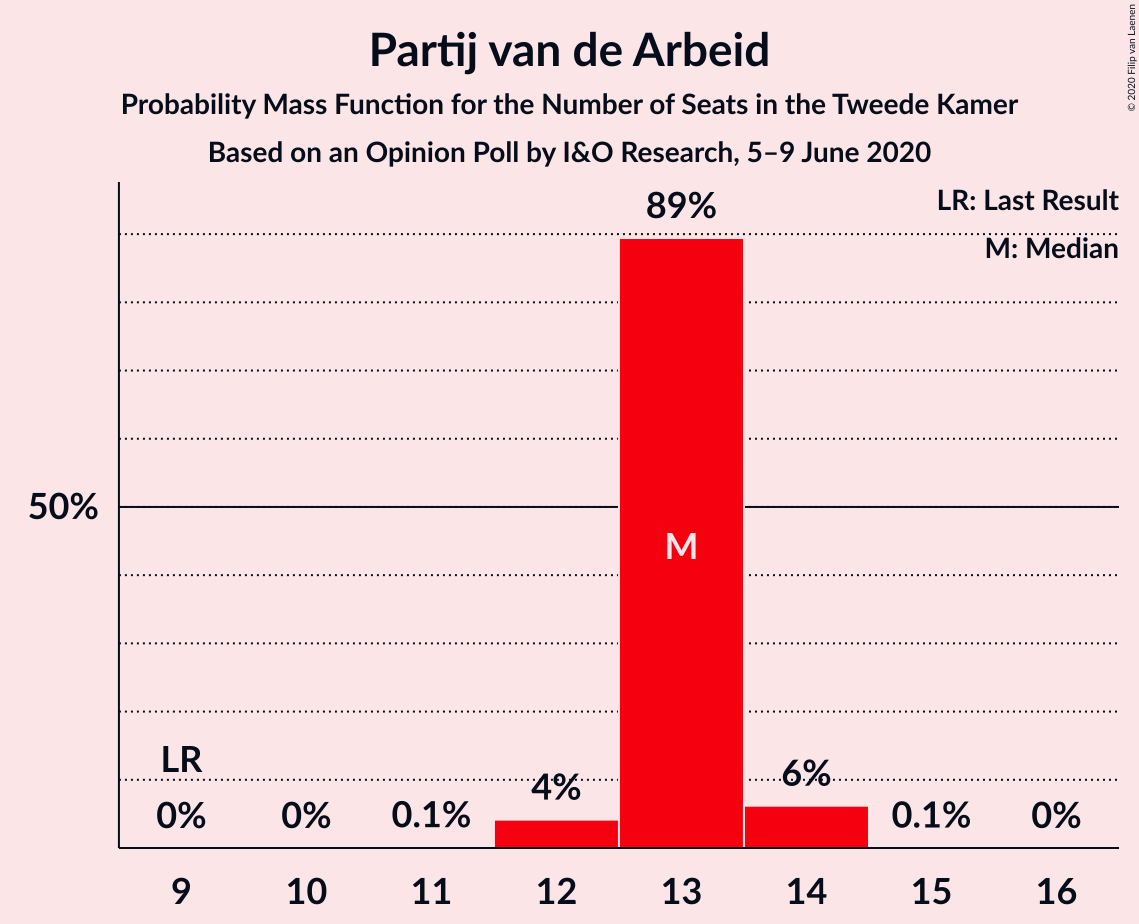 Partij van de Arbeid
Probability Mass Function for the Number of Seats in the Tweede Kamer
Based on an Opinion Poll by I&O Research, 5–9 June 2020
© 2020 Filip van Laenen
LR: Last Result
M: Median
89%
50%
M
LR
0%
0%
0.1%
4%
6%
0.1%
0%
9 10 11 12 13 14 15 16